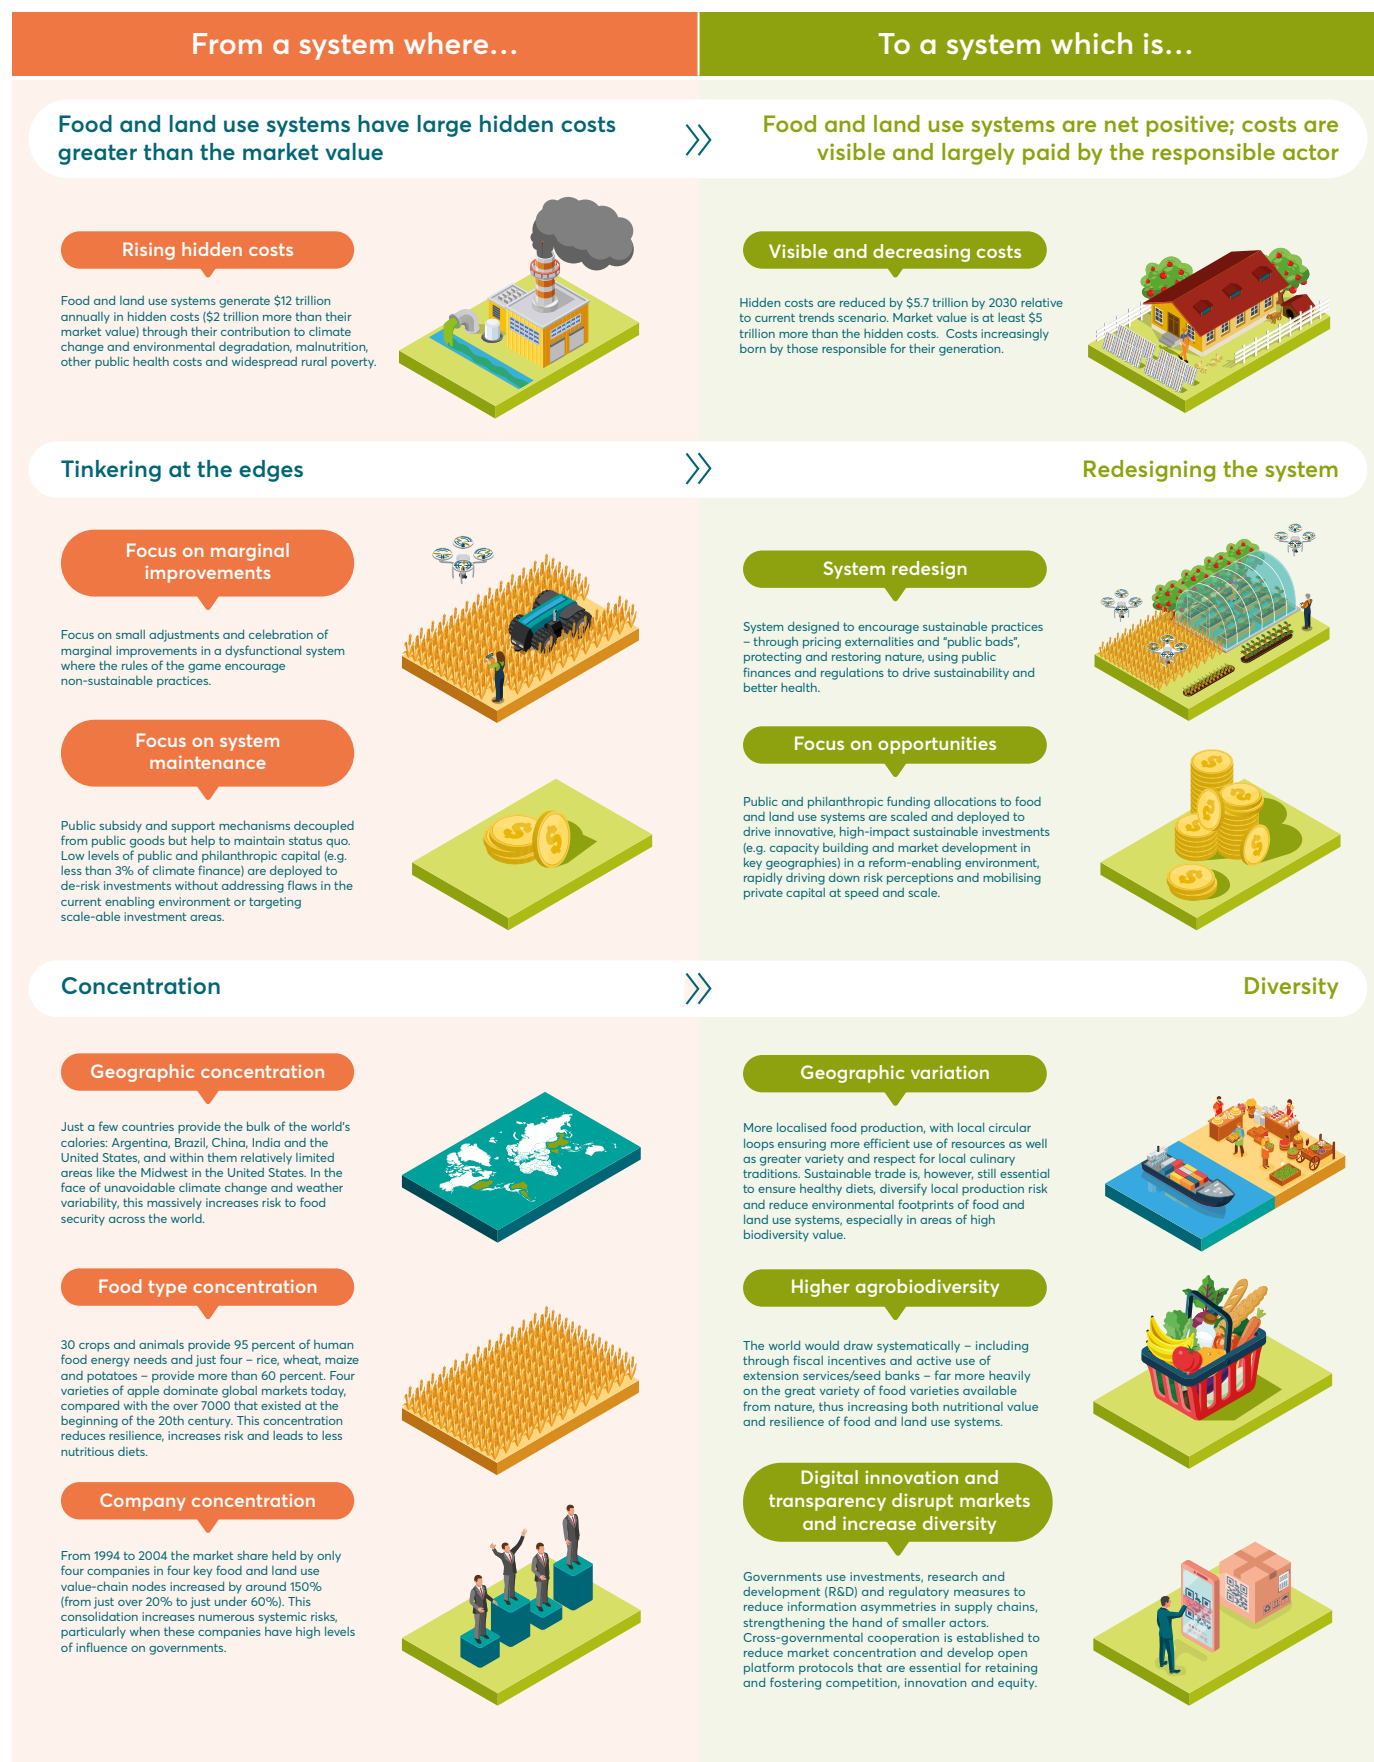 From a system where...
To a system which is...
Food and land use systems have large hidden costs
greater than the market value
Food and land use systems are net positive; costs are
visible and largely paid by the responsible actor
Rising hidden costs
Food and land use systems generate $12 trillion
annually in hidden costs ($2 trillion more than their
market value) through their contribution to climate
change and environmental degradation, malnutrition,
other public health costs and widespread rural poverty.
Visible and decreasing costs
Hidden costs are reduced by $5.7 trillion by 2030 relative
to current trends scenario. Market value is at least $5
trillion more than the hidden costs.  Costs increasingly
born by those responsible for their generation.
Tinkering at the edges
Redesigning the system
Focus on marginal
improvements
Focus on small adjustments and celebration of
marginal improvements in a dysfunctional system
where the rules of the game encourage
non-sustainable practices.
System redesign
System designed to encourage sustainable practices
– through pricing externalities and “public bads”,
protecting and restoring nature, using public
finances and regulations to drive sustainability and
better health.
Focus on system
maintenance
Public subsidy and support mechanisms decoupled
from public goods but help to maintain status quo.
Low levels of public and philanthropic capital (e.g.
less than 3% of climate finance) are deployed to
de-risk investments without addressing flaws in the
current enabling environment or targeting
scale-able investment areas.
Focus on opportunities
Public and philanthropic funding allocations to food
and land use systems are scaled and deployed to
drive innovative, high-impact sustainable investments
(e.g. capacity building and market development in
key geographies) in a reform-enabling environment,
rapidly driving down risk perceptions and mobilising
private capital at speed and scale.
Concentration
Diversity
Geographic concentration
Just a few countries provide the bulk of the world’s
calories: Argentina, Brazil, China, India and the
United States, and within them relatively limited
areas like the Midwest in the United States. In the
face of unavoidable climate change and weather
variability, this massively increases risk to food
security across the world.
Geographic variation
More localised food production, with local circular
loops ensuring more efficient use of resources as well
as greater variety and respect for local culinary
traditions. Sustainable trade is, however, still essential
to ensure healthy diets, diversify local production risk
and reduce environmental footprints of food and
land use systems, especially in areas of high
biodiversity value.
Food type concentration
30 crops and animals provide 95 percent of human
food energy needs and just four – rice, wheat, maize
and potatoes – provide more than 60 percent. Four
varieties of apple dominate global markets today,
compared with the over 7000 that existed at the
beginning of the 20th century. This concentration
reduces resilience, increases risk and leads to less
nutritious diets.
Higher agrobiodiversity
The world would draw systematically – including
through fiscal incentives and active use of
extension services/seed banks – far more heavily
on the great variety of food varieties available
from nature, thus increasing both nutritional value
and resilience of food and land use systems.
Company concentration
From 1994 to 2004 the market share held by only
four companies in four key food and land use
value-chain nodes increased by around 150%
(from just over 20% to just under 60%). This
consolidation increases numerous systemic risks,
particularly when these companies have high levels
of influence on governments.
Digital innovation and
transparency disrupt markets
and increase diversity
Governments use investments, research and
development (R&D) and regulatory measures to
reduce information asymmetries in supply chains,
strengthening the hand of smaller actors.
Cross-governmental cooperation is established to
reduce market concentration and develop open
platform protocols that are essential for retaining
and fostering competition, innovation and equity.